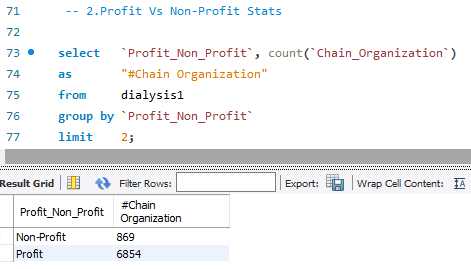 71 -- 2.Profit Vs Non-Profit Stats
72
73 select `Profit_Non_Profit`, count(`Chain_Organization`)
74 as "#Chain Organization"
75 from dialysis1
76 group by `Profit_Non_Profit`
77 limit 2;
Result Grid Filter Rows: Export: Wrap Cell Content: IA
Profit_Non_Profit #Chain
Organization
Non-Profit 869
Profit 6854